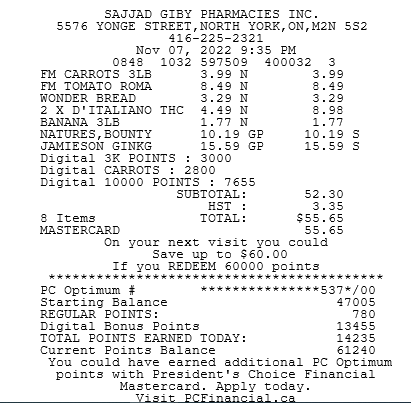 SAJJAD GIBY PHARMACIES INC.
5576 YONGE STREET,NORTH YORK,ON,M2N 5S2
416-225-2321
Nov 07, 2022 9:35 PM
0848 1032 597509 400032 3
FM CARROTS 3LB 3.99 N 3.99
FM TOMATO ROMA 8.49 N 8.49
WONDER BREAD 3.29 N 3.29
2 X D'ITALIANO THC 4.49 N 8.98
BANANA 3LB 1.77 N 1.77
NATURES,BOUNTY 10.19 GP 10.19 S
JAMIESON GINKG 15.59 GP 15.59 S
Digital 3K POINTS : 3000
Digital CARROTS : 2800
Digital 10000 POINTS : 7655
SUBTOTAL: 52.30
HST : 3.35
8 Items TOTAL: $55.65
MASTERCARD 55.65
On your next visit you could
Save up to $60.00
If you REDEEM 60000 points
******************************************
PC Optimum # ***************537*/00
Starting Balance 47005
REGULAR POINTS: 780
Digital Bonus Points 13455
TOTAL POINTS EARNED TODAY: 14235
Current Points Balance 61240
You could have earned additional PC Optimum
points with President's Choice Financial
Mastercard. Apply today.
Visit PCFinancial.ca